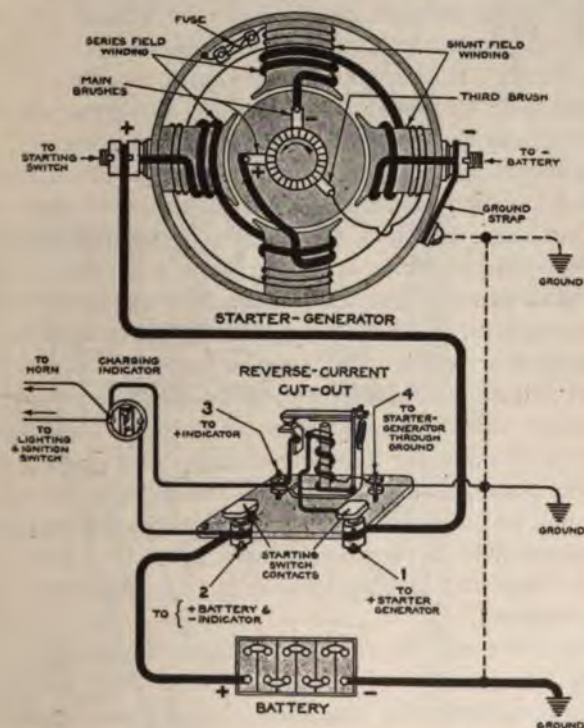 FUSE
SERIES FIELD
WINDING
SHUNT FIELD
WINDING
MAIN
BRUSHES
THIRD BRUSH
+
-
-
+
TO
STARTING
SWITCH
TO -
BATTERY
GROUND
STRAP
GROUND
STARTER-GENERATOR
TO
HORN
CHARGING
INDICATOR
REVERSE-CURRENT
CUT-OUT
3
TO
+INDICATOR
4
TO
STARTER-
GENERATOR
THROUGH
GROUND
TO
LIGHTING
& IGNITION
SWITCH
GROUND
STARTING
SWITCH
CONTACTS
2
TO { + BATTERY &
- INDICATOR
1
TO
+ STARTER
GENERATOR
+
-
BATTERY
GROUND